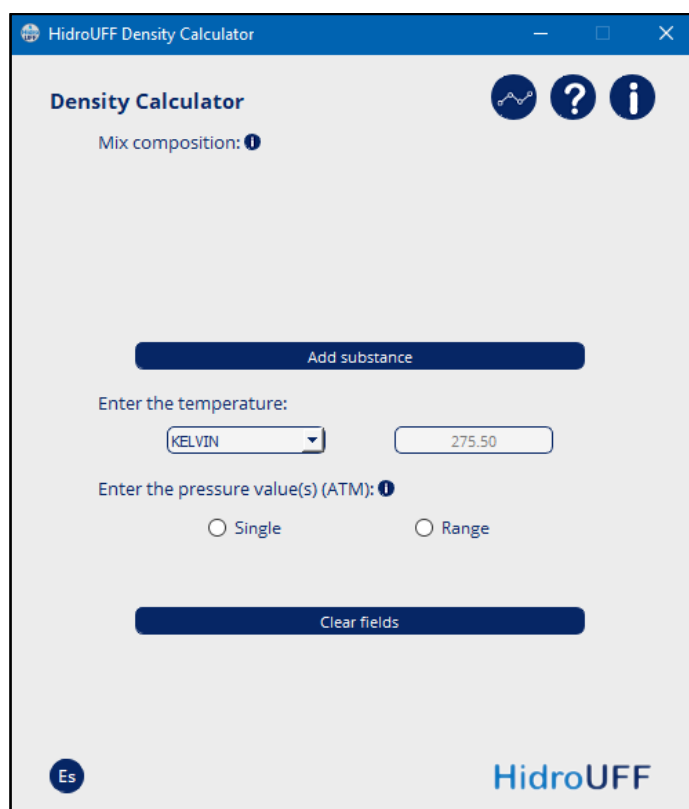 HidroUFF Density Calculator
Density Calculator
Mix composition:
Add substance
Enter the temperature:
KELVIN 275.50
Enter the pressure value(s) (ATM):
Single Range
Clear fields
Es HidroUFF